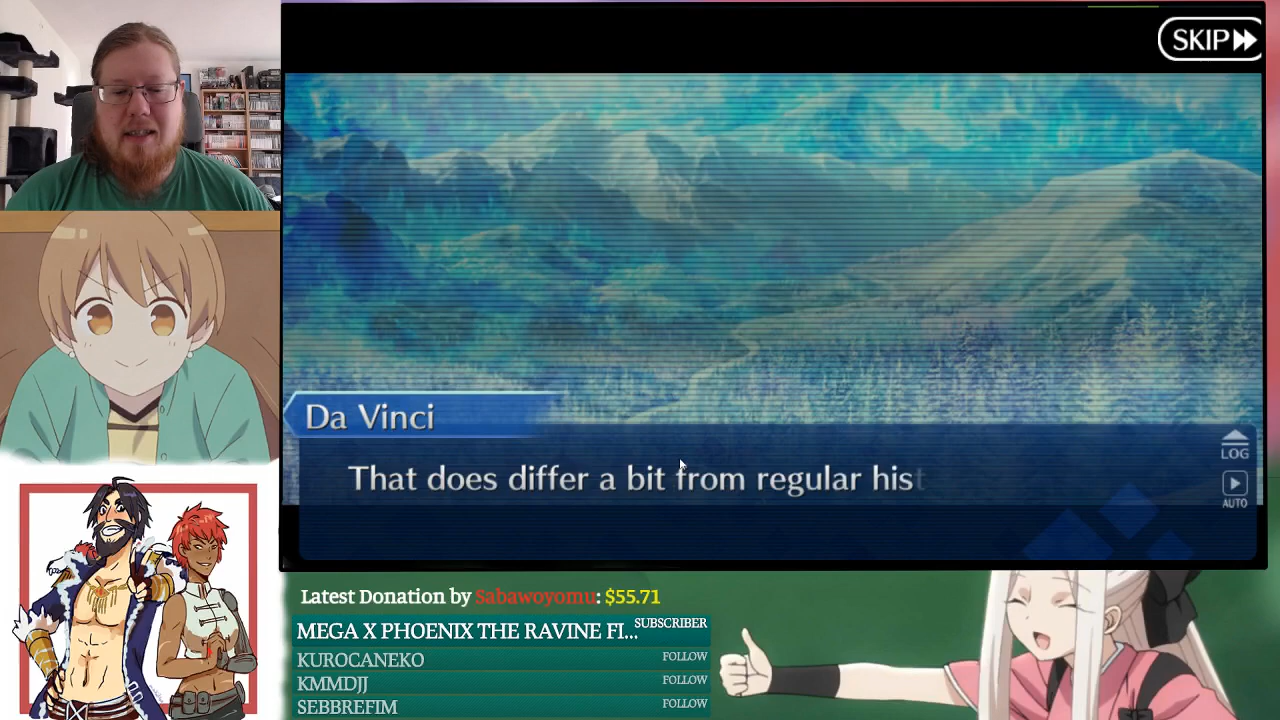 SKIP
Da Vinci
That does differ a bit from regular hist
LOG
AUTO
Latest Donation by Sabawoyomu: $55.71
MEGA X PHOENIX THE RAVINE FI... SUBSCRIBER
KUROCANEKO FOLLOW
KMMDJJ FOLLOW
SEBBREFIM FOLLOW